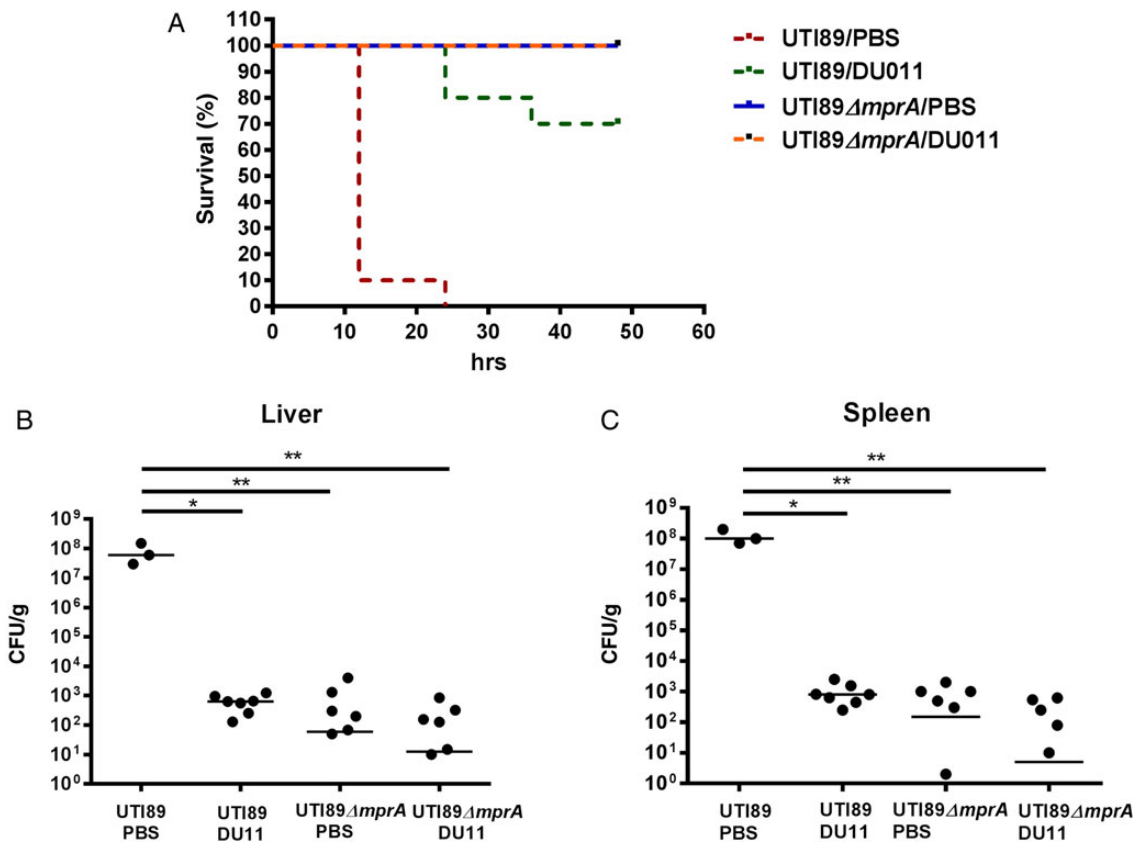 A
110
100
90
80
70
60
50
40
30
20
10
0
Survival (%)
0 10 20 30 40 50 60
hrs
UTI89/PBS
UTI89/DU011
UTI89ΔmprA/PBS
UTI89ΔmprA/DU011
B
Liver
**
**
*
10⁹
10⁸
10⁷
10⁶
10⁵
10⁴
10³
10²
10¹
10⁰
CFU/g
UTI89 UTI89 UTI89ΔmprA UTI89ΔmprA
PBS DU11 PBS DU11
C
Spleen
**
**
*
10⁹
10⁸
10⁷
10⁶
10⁵
10⁴
10³
10²
10¹
10⁰
CFU/g
UTI89 UTI89 UTI89ΔmprA UTI89ΔmprA
PBS DU11 PBS DU11